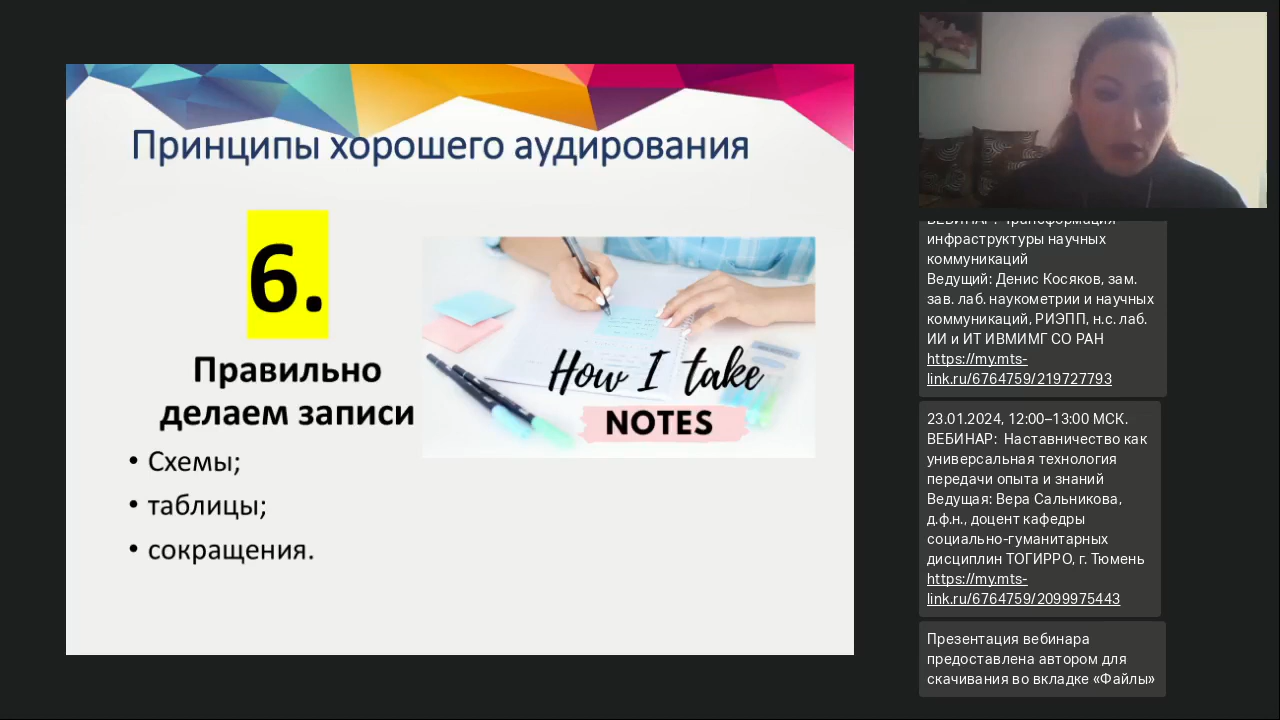 Принципы хорошего аудирования
6.
Правильно
делаем записи
• Схемы;
• таблицы;
• сокращения.
How I take
NOTES
ВЕБИНАР: Трансформация
инфраструктуры научных
коммуникаций
Ведущий: Денис Косяков, зам.
зав. лаб. наукометрии и научных
коммуникаций, РИЭПП, н.с. лаб.
ИИ и ИТ ИВМИМГ СО РАН
https://my.mts-
link.ru/6764759/219727793
23.01.2024, 12:00–13:00 МСК.
ВЕБИНАР: Наставничество как
универсальная технология
передачи опыта и знаний
Ведущая: Вера Сальникова,
д.ф.н., доцент кафедры
социально-гуманитарных
дисциплин ТОГИРРО, г. Тюмень
https://my.mts-
link.ru/6764759/2099975443
Презентация вебинара
предоставлена автором для
скачивания во вкладке «Файлы»